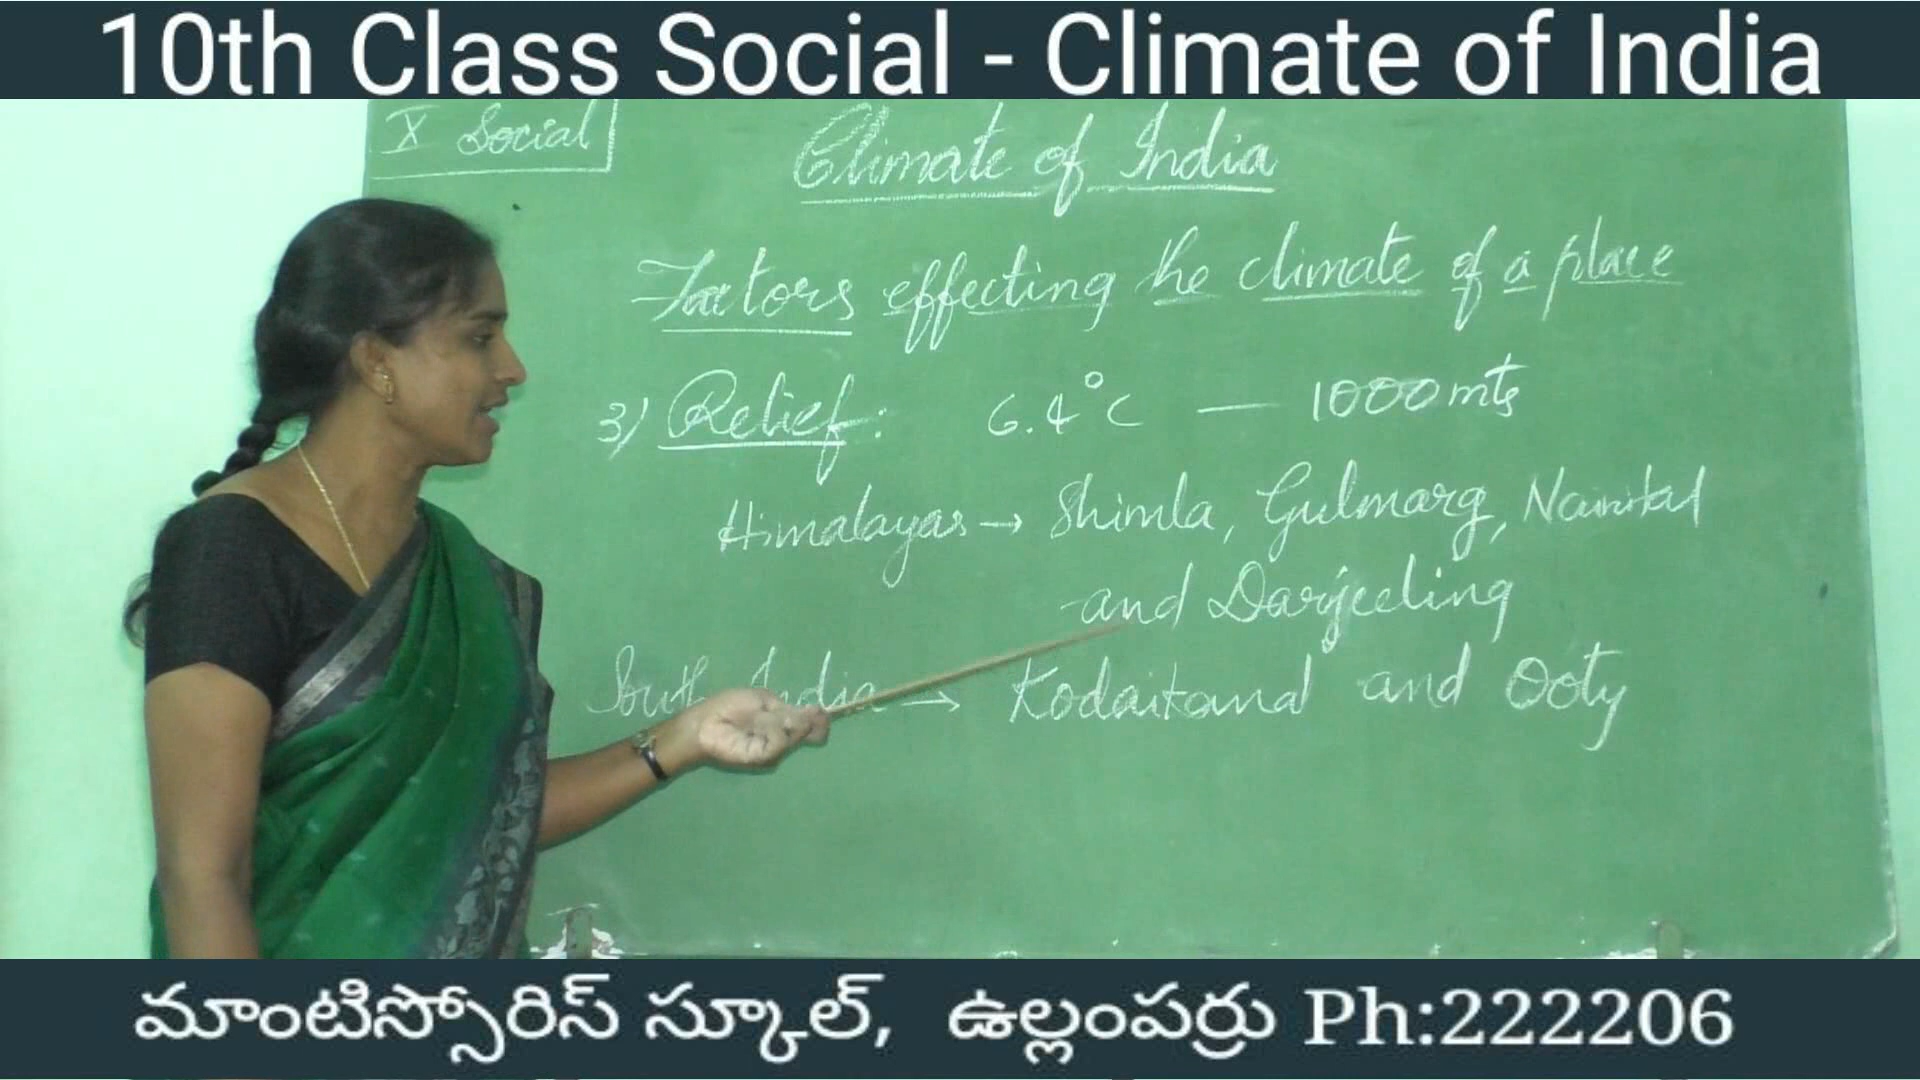 10th Class Social - Climate of India
X Social
Climate of India
Factors effecting he climate of a place
3) Relief: 6.4°C — 1000mts
Himalayas → Shimla, Gulmarg, Nainital
and Darjeeling
South India → Kodaikanal and Ooty
మాంటిస్సోరిస్ స్కూల్, ఉల్లంపర్రు Ph:222206